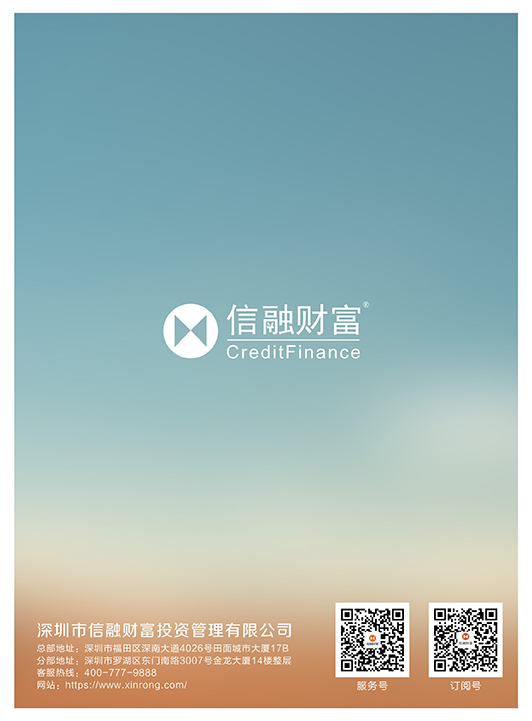 信融财富®
CreditFinance
深圳市信融财富投资管理有限公司
总部地址：深圳市福田区深南大道4026号田面城市大厦17B
分部地址：深圳市罗湖区东门南路3007号金龙大厦14楼整层
客服热线：400-777-9888
网站：https://www.xinrong.com/
服务号
订阅号